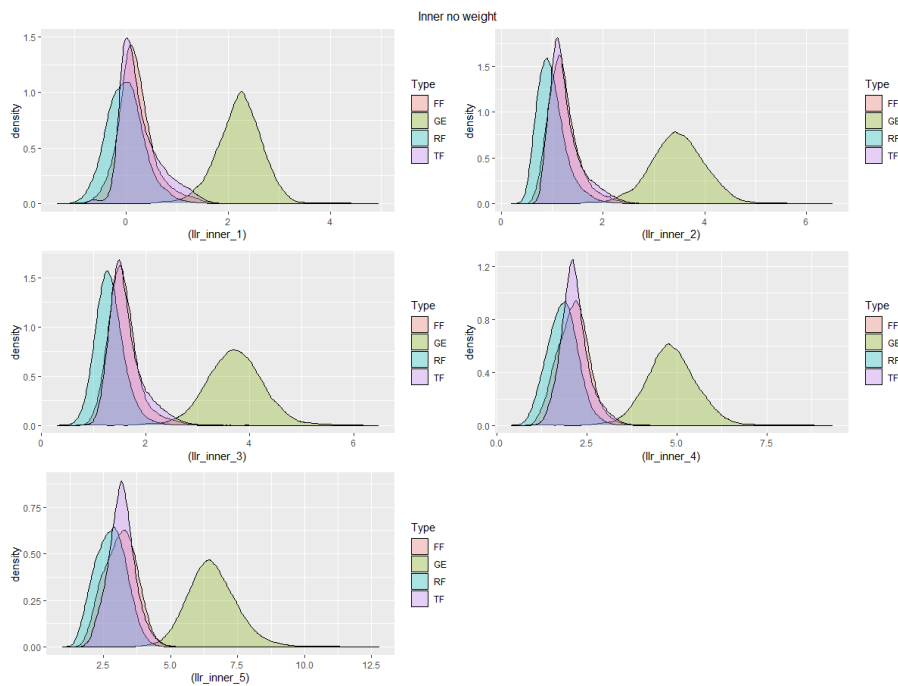 Inner no weight
density
1.5
1.0
0.5
0.0
0
2
4
(llr_inner_1)
Type
FF
GE
RF
TF
density
1.5
1.0
0.5
0.0
0
2
4
6
(llr_inner_2)
Type
FF
GE
RF
TF
density
1.5
1.0
0.5
0.0
0
2
4
6
(llr_inner_3)
Type
FF
GE
RF
TF
density
1.2
0.8
0.4
0.0
0.0
2.5
5.0
7.5
(llr_inner_4)
Type
FF
GE
RF
TF
density
0.75
0.50
0.25
0.00
2.5
5.0
7.5
10.0
12.5
(llr_inner_5)
Type
FF
GE
RF
TF